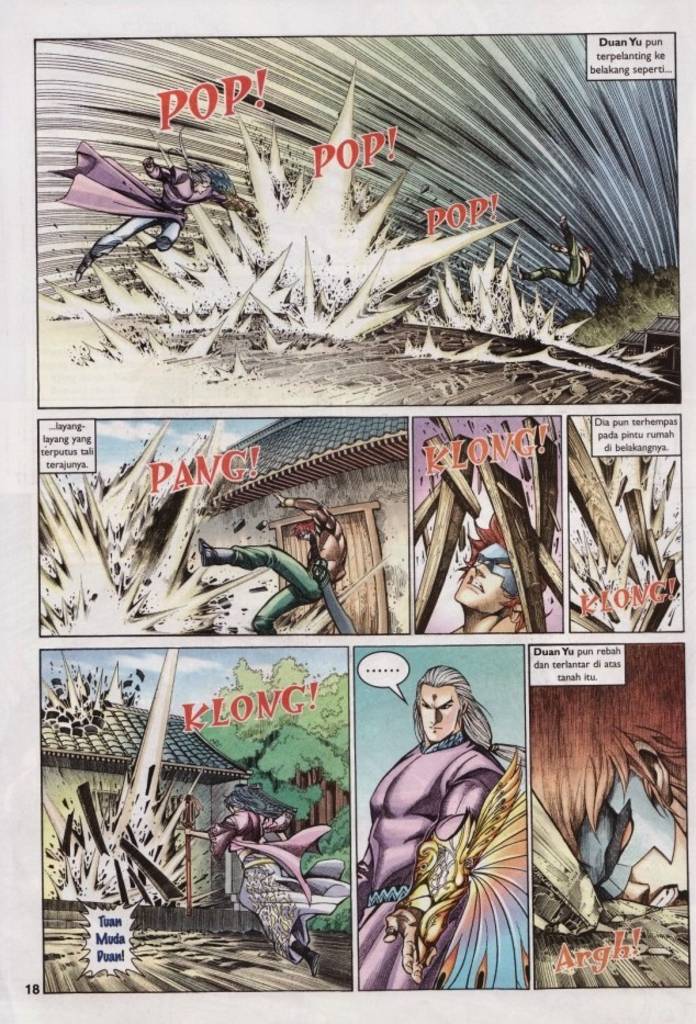 Duan Yu pun
terpelanting ke
belakang seperti...
POP!
POP!
POP!
...layang-
layang yang
terputus tali
terajunya.
PANG!
KLONG!
Dia pun terhempas
pada pintu rumah
di belakangnya.
KLONG!
KLONG!
Tuan
Muda
Duan!
......
Duan Yu pun rebah
dan terlantar di atas
tanah itu.
Argh!
18